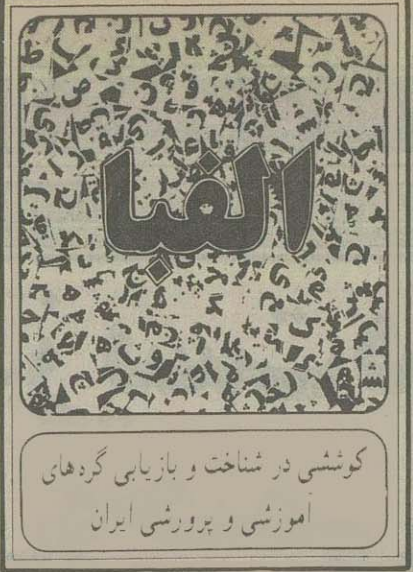 الفبا
کوششی در شناخت و بازیابی گره های
آموزشی و پرورشی ایران